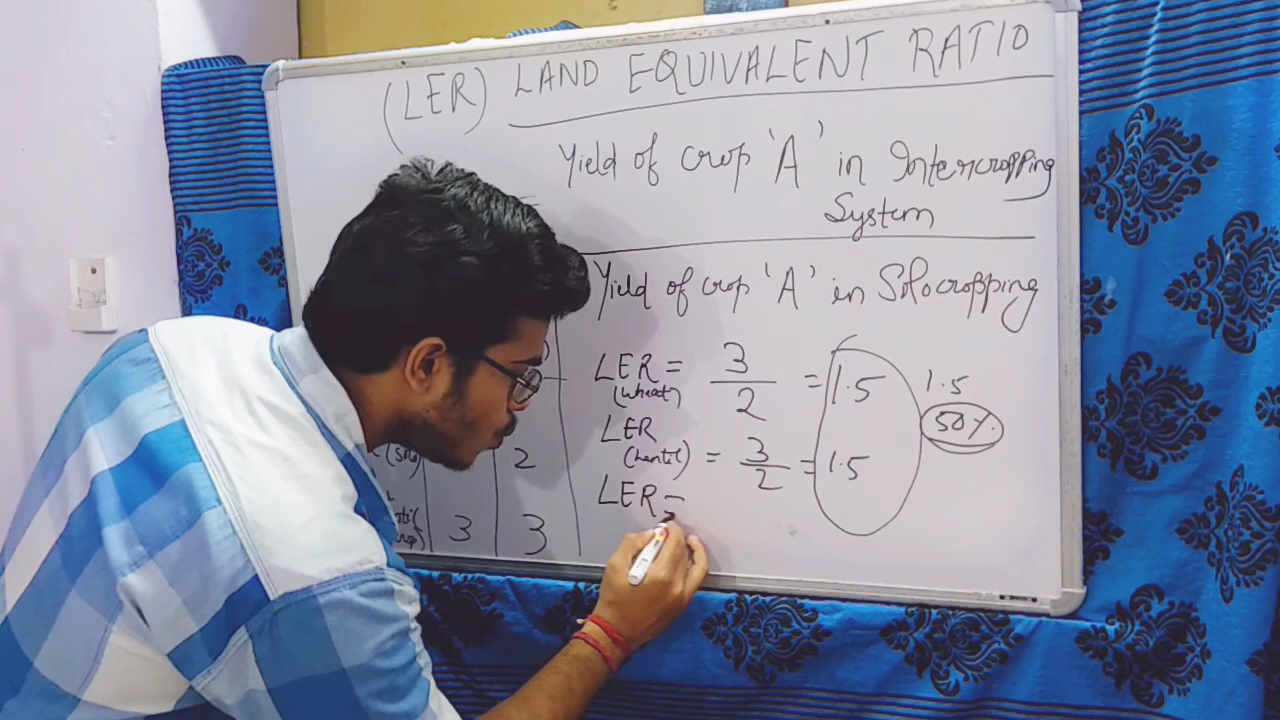 (LER) LAND EQUIVALENT RATIO
Yield of crop 'A' in Intercropping
System
Yield of crop 'A' in Solocropping
LER = 3/2 = 1.5
(wheat)
1.5
50%.
LER
(lentil) = 3/2 = 1.5
LER =
(solo) 2
3 3